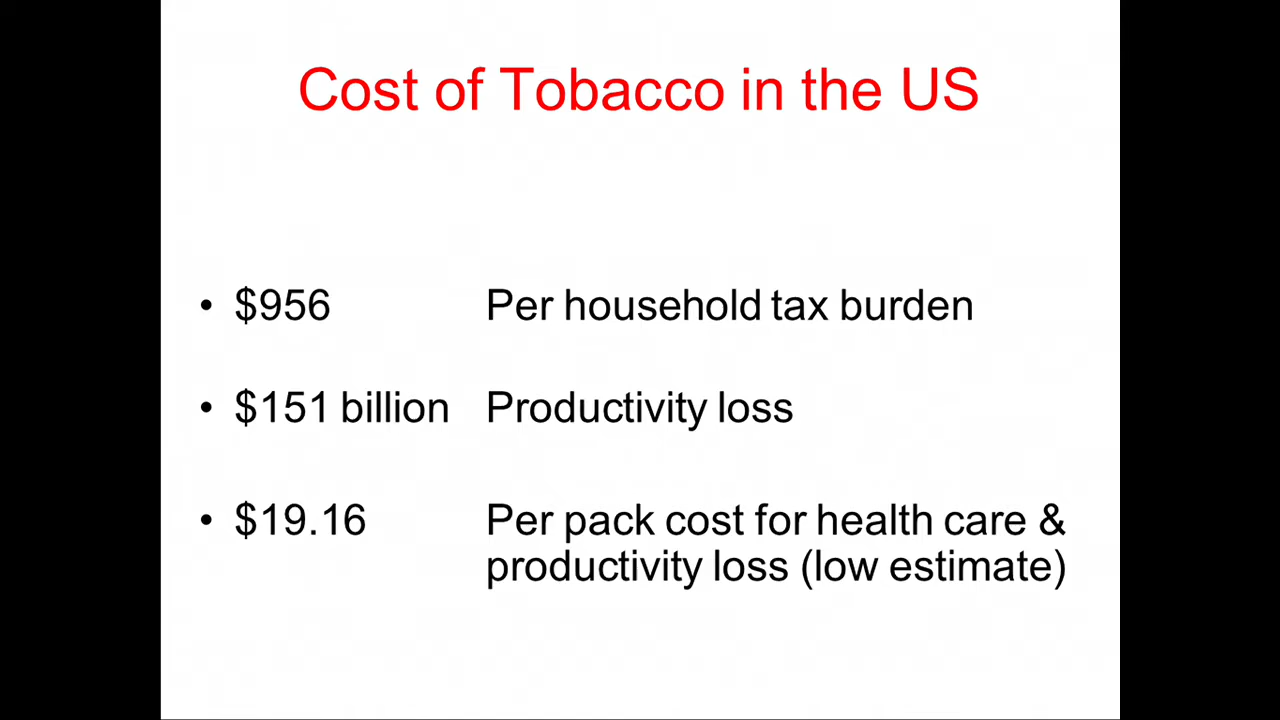 Cost of Tobacco in the US
• $956 Per household tax burden
• $151 billion Productivity loss
• $19.16 Per pack cost for health care &
productivity loss (low estimate)